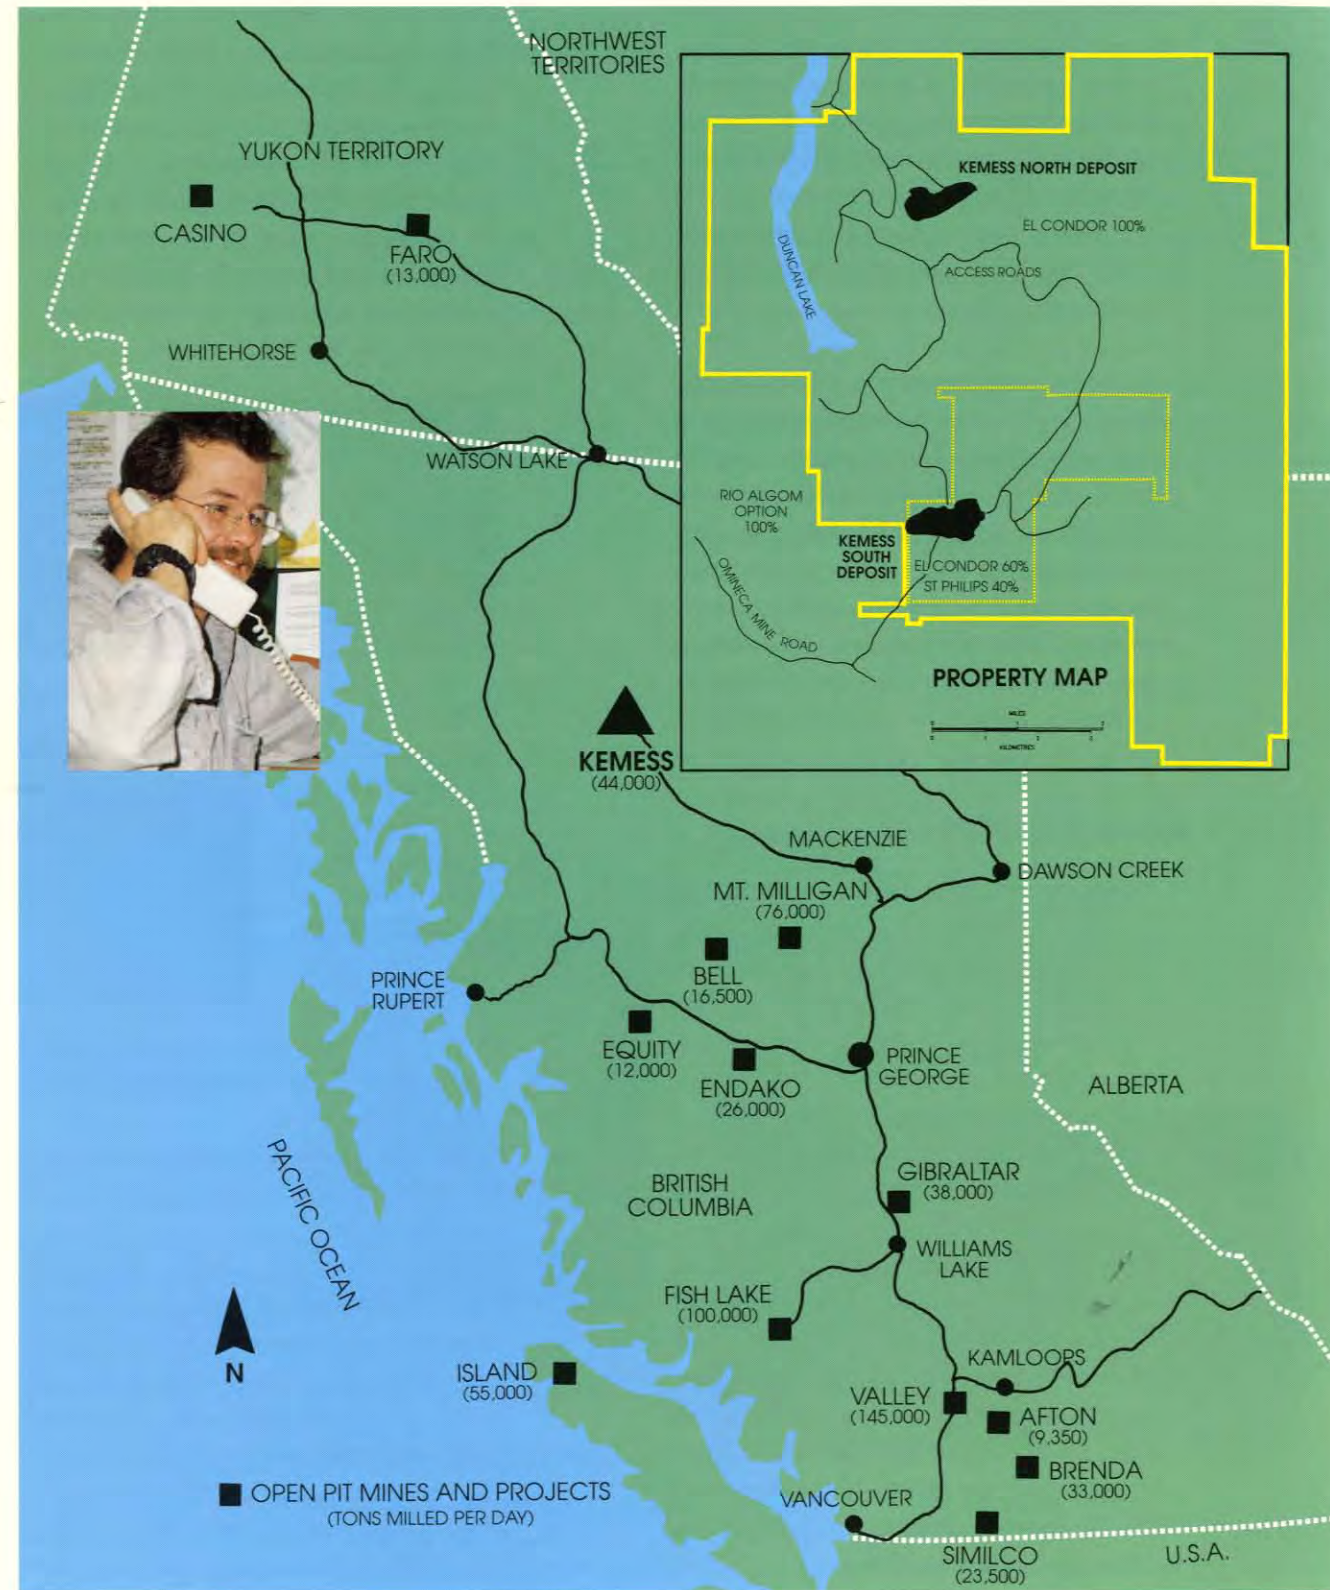 NORTHWEST
TERRITORIES
YUKON TERRITORY
CASINO
FARO
(13,000)
WHITEHORSE
WATSON LAKE
KEMESS NORTH DEPOSIT
EL CONDOR 100%
DUNCAN LAKE
ACCESS ROADS
RIO ALGOM
OPTION
100%
KEMESS
SOUTH
DEPOSIT
EL CONDOR 60%
ST PHILIPS 40%
OMINECA MINE ROAD
PROPERTY MAP
MILES
KILOMETRES
KEMESS
(44,000)
MACKENZIE
DAWSON CREEK
MT. MILLIGAN
(76,000)
BELL
(16,500)
PRINCE
RUPERT
EQUITY
(12,000)
ENDAKO
(26,000)
PRINCE
GEORGE
ALBERTA
PACIFIC OCEAN
BRITISH
COLUMBIA
GIBRALTAR
(38,000)
WILLIAMS
LAKE
FISH LAKE
(100,000)
N
ISLAND
(55,000)
KAMLOOPS
VALLEY
(145,000)
AFTON
(9,350)
BRENDA
(33,000)
OPEN PIT MINES AND PROJECTS
(TONS MILLED PER DAY)
VANCOUVER
SIMILCO
(23,500)
U.S.A.